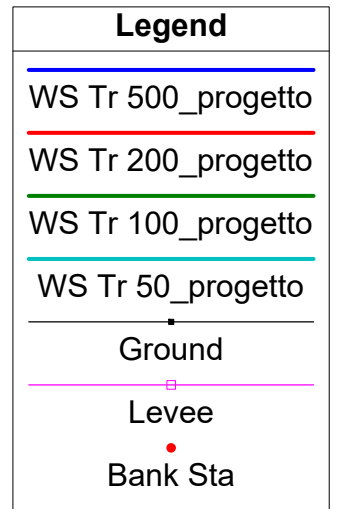 Legend
WS Tr 500_progetto
WS Tr 200_progetto
WS Tr 100_progetto
WS Tr 50_progetto
Ground
Levee
Bank Sta